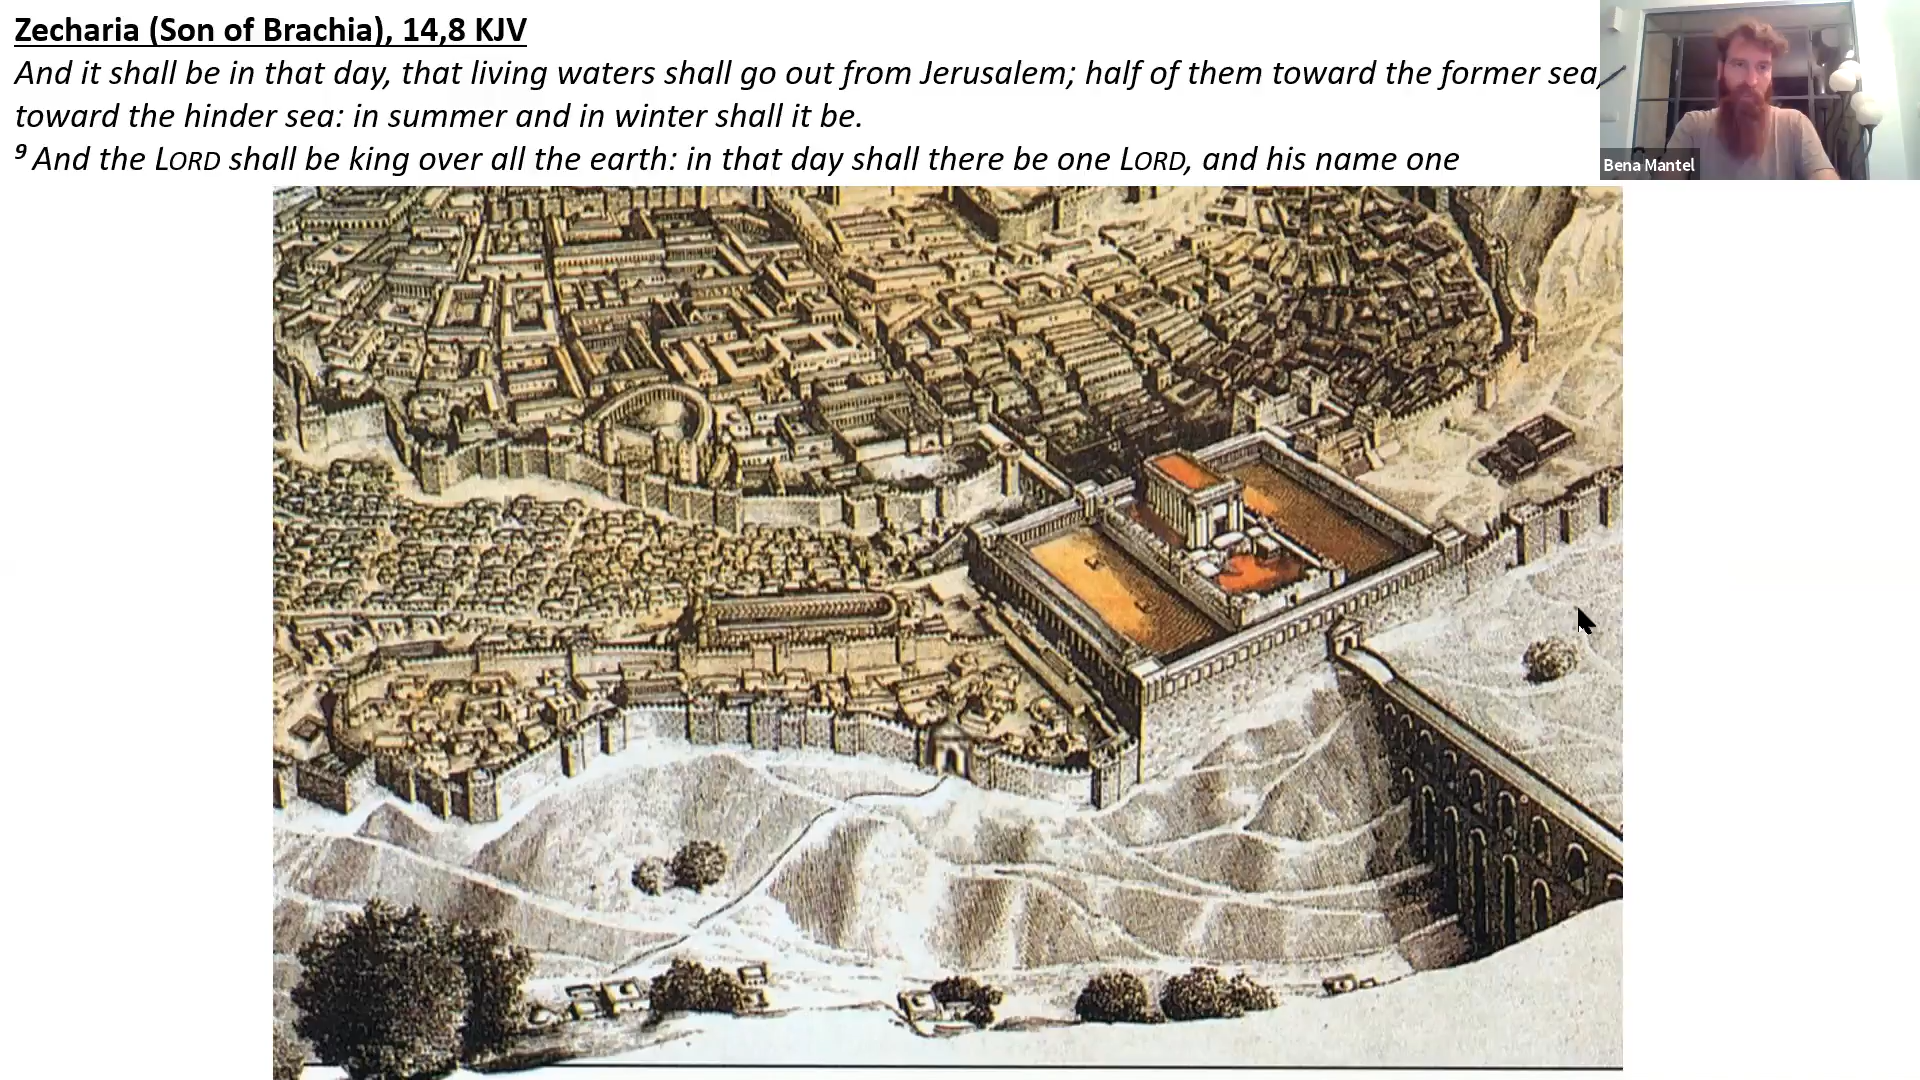 Zecharia (Son of Brachia), 14,8 KJV
And it shall be in that day, that living waters shall go out from Jerusalem; half of them toward the former sea,
toward the hinder sea: in summer and in winter shall it be.
9 And the LORD shall be king over all the earth: in that day shall there be one LORD, and his name one
Bena Mantel